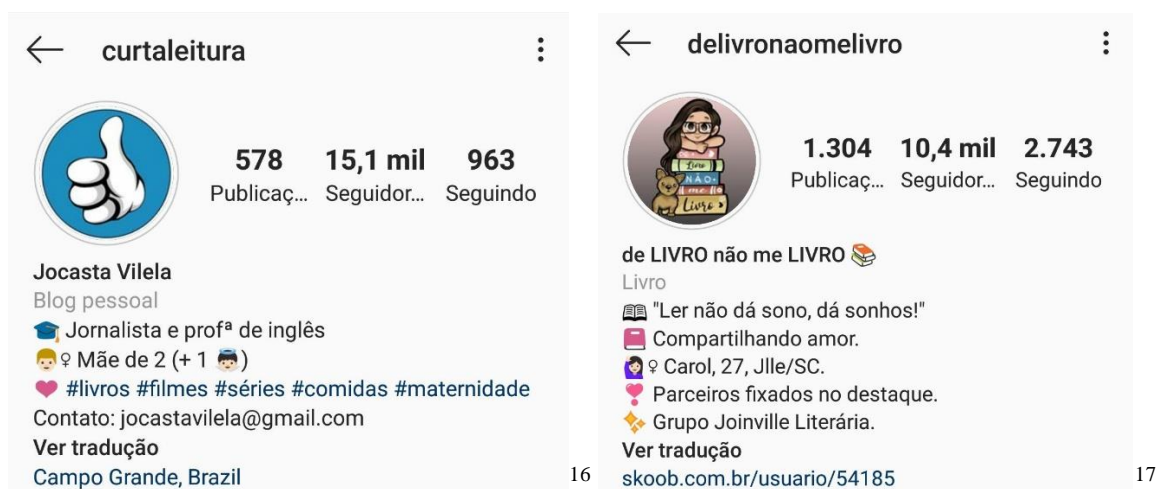 curtaleitura
578 15,1 mil 963
Publicaç... Seguidor... Seguindo
Jocasta Vilela
Blog pessoal
Jornalista e profª de inglês
Mãe de 2 (+ 1 )
#livros #filmes #séries #comidas #maternidade
Contato: jocastavilela@gmail.com
Ver tradução
Campo Grande, Brazil
16
delivronaomelivro
Livro
NÃO-
me
Livro
1.304 10,4 mil 2.743
Publicaç... Seguidor... Seguindo
de LIVRO não me LIVRO
Livro
"Ler não dá sono, dá sonhos!"
Compartilhando amor.
Carol, 27, Jlle/SC.
Parceiros fixados no destaque.
Grupo Joinville Literária.
Ver tradução
skoob.com.br/usuario/54185
17